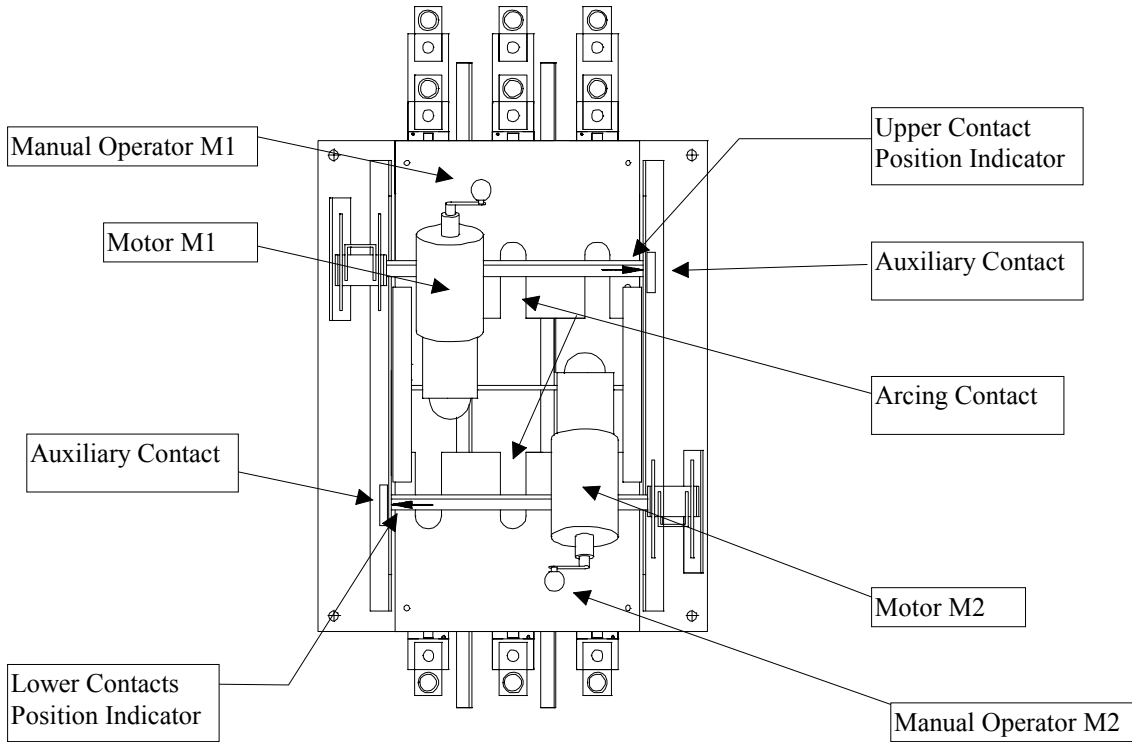 Manual Operator M1
Upper Contact
Position Indicator
Motor M1
Auxiliary Contact
Arcing Contact
Auxiliary Contact
Motor M2
Lower Contacts
Position Indicator
Manual Operator M2